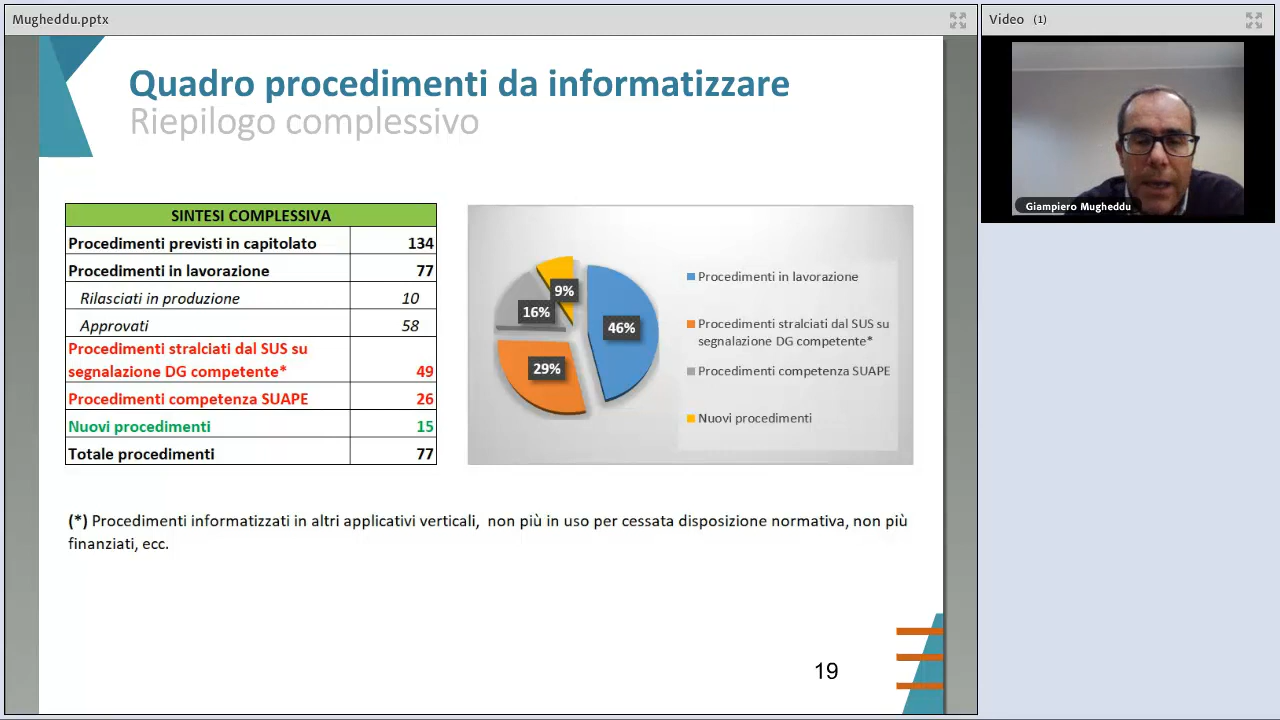 Mugheddu.pptx
Video (1)
Quadro procedimenti da informatizzare
Riepilogo complessivo
SINTESI COMPLESSIVA
Procedimenti previsti in capitolato 134
Procedimenti in lavorazione 77
Rilasciati in produzione 10
Approvati 58
Procedimenti stralciati dal SUS su
segnalazione DG competente* 49
Procedimenti competenza SUAPE 26
Nuovi procedimenti 15
Totale procedimenti 77
9%
16%
46%
29%
Procedimenti in lavorazione
Procedimenti stralciati dal SUS su
segnalazione DG competente*
Procedimenti competenza SUAPE
Nuovi procedimenti
(*) Procedimenti informatizzati in altri applicativi verticali, non più in uso per cessata disposizione normativa, non più
finanziati, ecc.
19
Giampiero Mugheddu